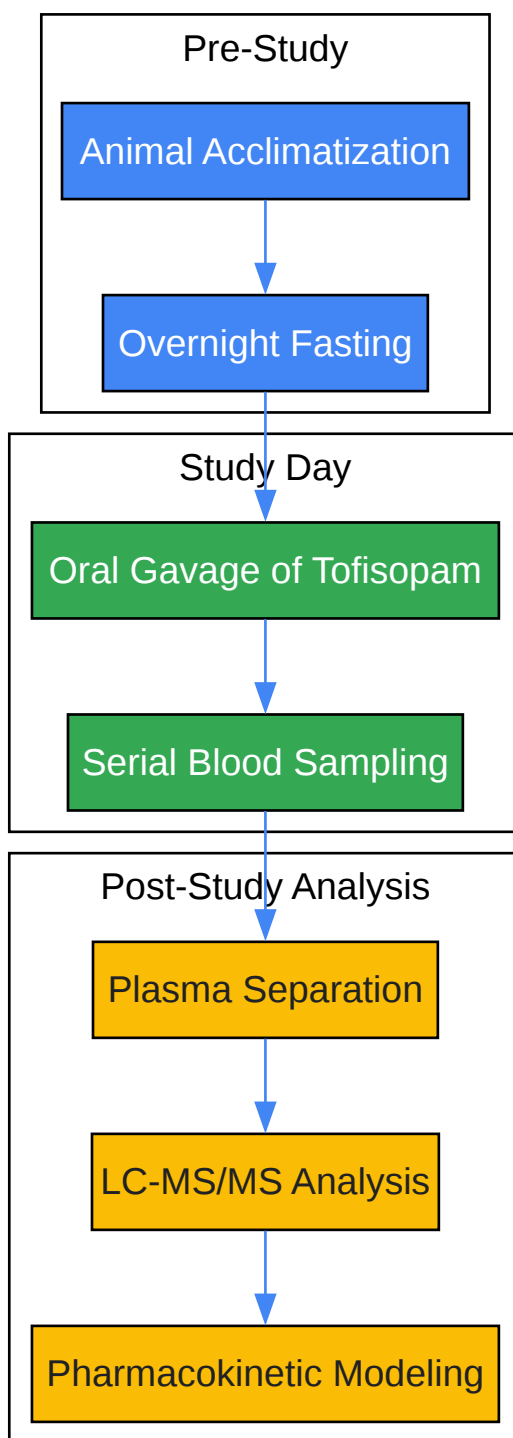 Pre-Study
Animal Acclimatization
Overnight Fasting
Study Day
Oral Gavage of Tofisopam
Serial Blood Sampling
Post-Study Analysis
Plasma Separation
LC-MS/MS Analysis
Pharmacokinetic Modeling